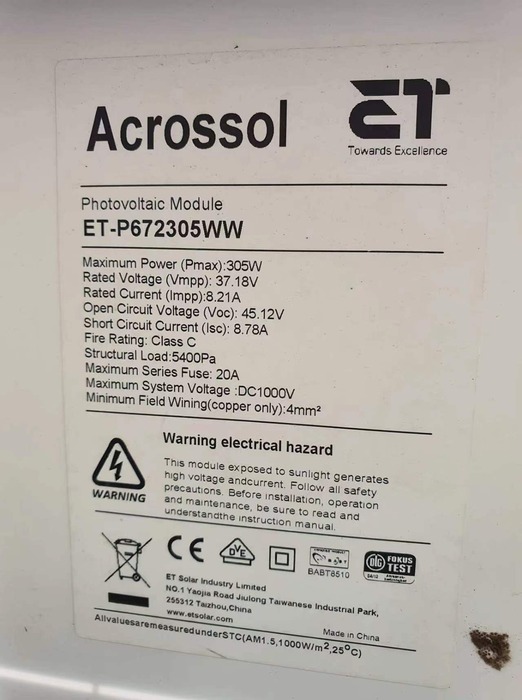 Acrossol
ET
Towards Excellence
Photovoltaic Module
ET-P672305WW
Maximum Power (Pmax):305W
Rated Voltage (Vmpp): 37.18V
Rated Current (Impp):8.21A
Open Circuit Voltage (Voc): 45.12V
Short Circuit Current (Isc): 8.78A
Fire Rating: Class C
Structural Load:5400Pa
Maximum Series Fuse: 20A
Maximum System Voltage :DC1000V
Minimum Field Wining(copper only):4mm²
Warning electrical hazard
This module exposed to sunlight generates
high voltage andcurrent. Follow all safety
precautions. Before installation, operation
and maintenance, be sure to read and
understandthe instruction manual.
WARNING
CE
DVE
BABT8510
FOKUS
TEST
ET Solar Industry Limited
NO.1 Yaojia Road Jiulong Taiwanese Industrial Park,
255312 Taizhou,China
www.etsolar.com
Made in China
AllvaluesaremeasuredunderSTC(AM1.5,1000W/m²,25°C)